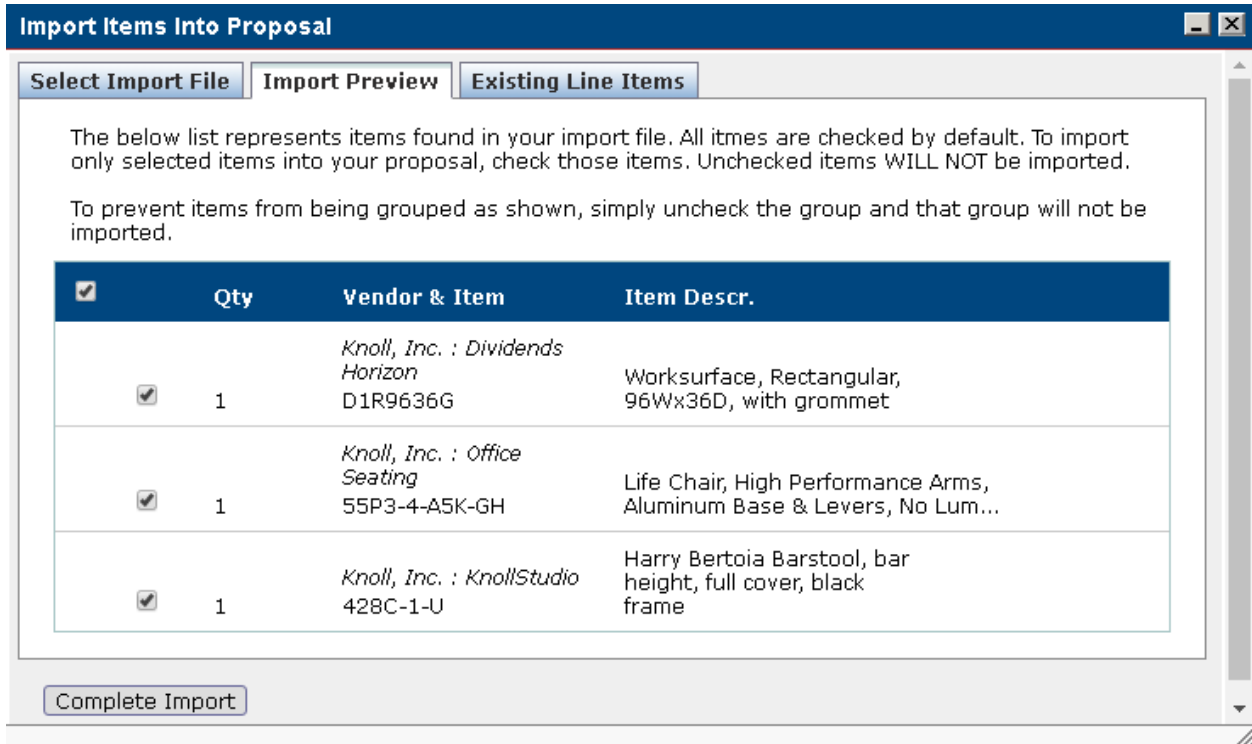 Import Items Into Proposal
Select Import File
Import Preview
Existing Line Items
The below list represents items found in your import file. All itmes are checked by default. To import
only selected items into your proposal, check those items. Unchecked items WILL NOT be imported.
To prevent items from being grouped as shown, simply uncheck the group and that group will not be
imported.
Qty
Vendor & Item
Item Descr.
1
Knoll, Inc. : Dividends
Horizon
D1R9636G
Worksurface, Rectangular,
96Wx36D, with grommet
1
Knoll, Inc. : Office
Seating
55P3-4-A5K-GH
Life Chair, High Performance Arms,
Aluminum Base & Levers, No Lum...
1
Knoll, Inc. : KnollStudio
428C-1-U
Harry Bertoia Barstool, bar
height, full cover, black
frame
Complete Import